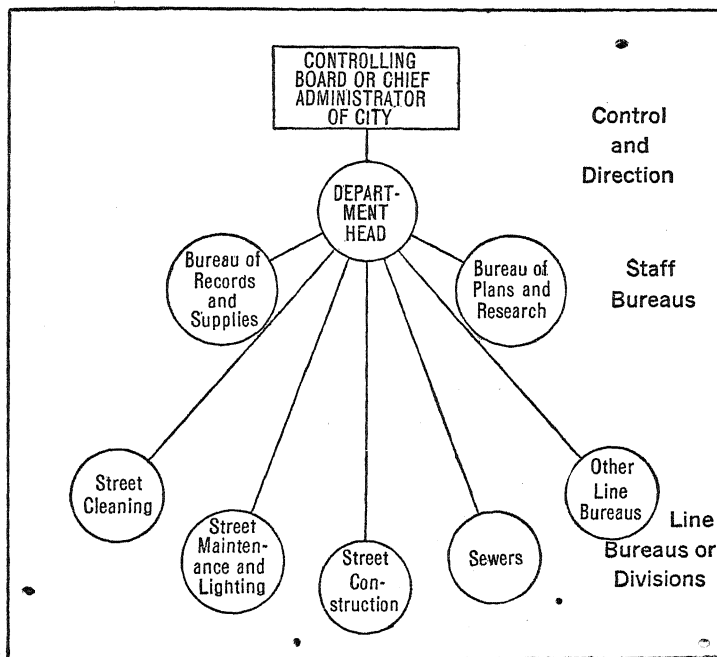 CONTROLLING
BOARD OR CHIEF
ADMINISTRATOR
OF CITY
Control
and
Direction
DEPART-
MENT
HEAD
Bureau of
Records
and
Supplies
Bureau of
Plans and
Research
Staff
Bureaus
Street
Cleaning
Street
Mainten-
ance and
Lighting
Street
Con-
struction
Sewers
Other
Line
Bureaus
Line
Bureaus or
Divisions